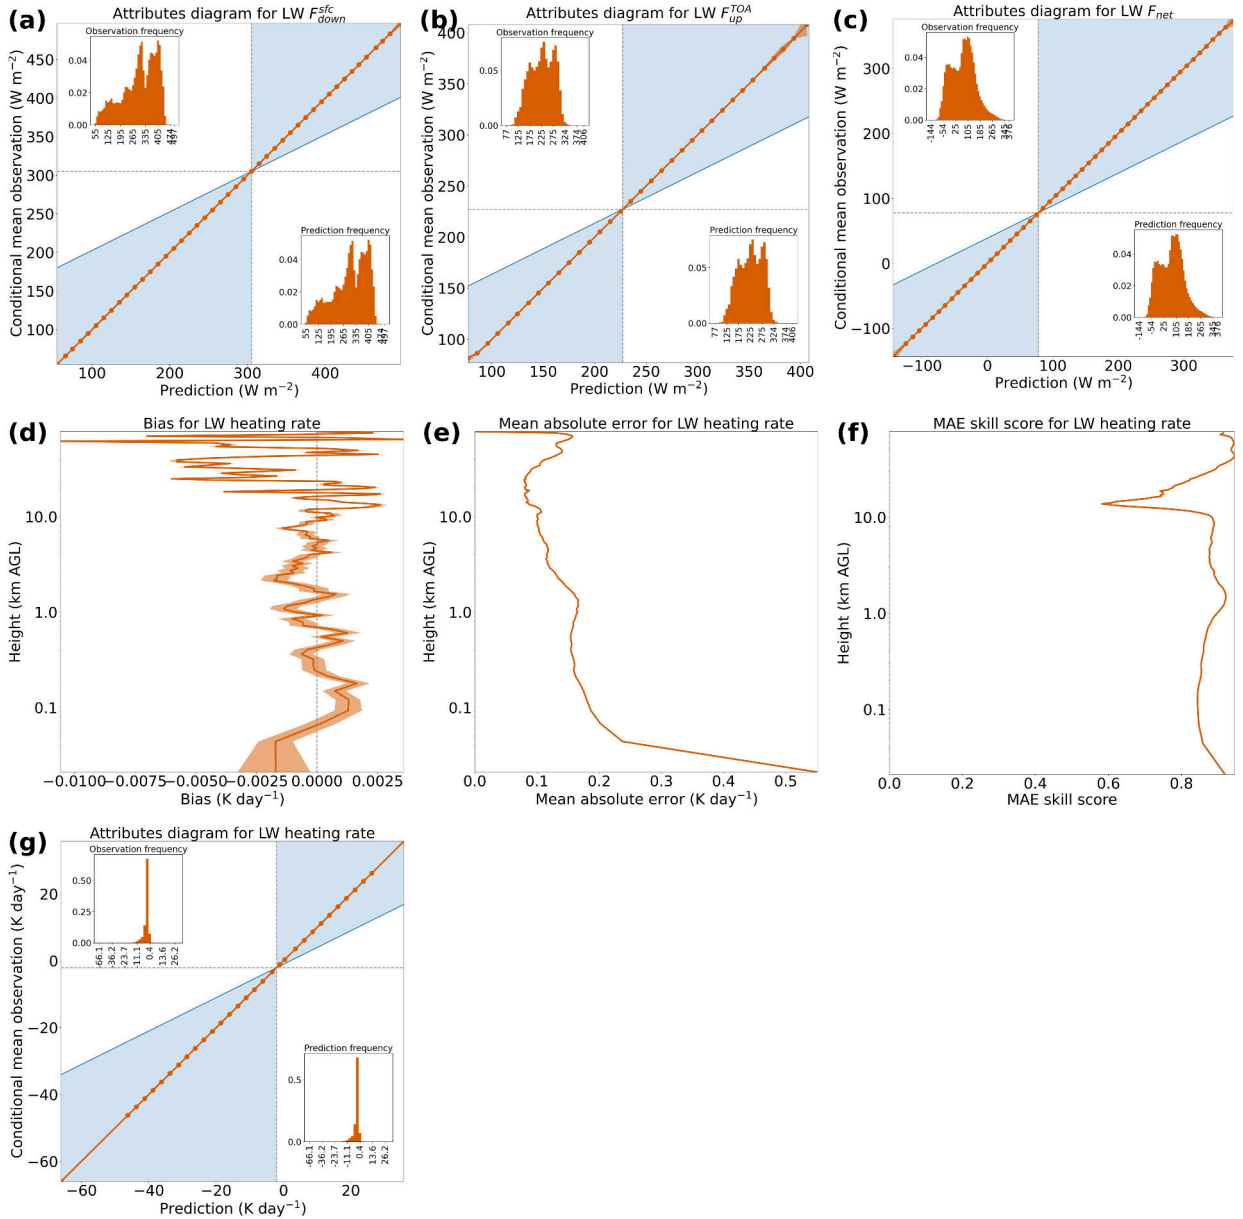 (a)
Attributes diagram for LW F_down^sfc
Observation frequency
0.04
0.02
0.00
55 125 195 265 335 405 474 497
Prediction frequency
0.04
0.02
0.00
55 125 195 265 335 405 474 497
450
400
350
300
250
200
150
100
Conditional mean observation (W m⁻²)
100 200 300 400
Prediction (W m⁻²)
(b)
Attributes diagram for LW F_up^TOA
Observation frequency
0.05
0.00
77 125 175 225 275 324 374 406
Prediction frequency
0.05
0.00
77 125 175 225 275 324 374 406
400
350
300
250
200
150
100
Conditional mean observation (W m⁻²)
100 150 200 250 300 350 400
Prediction (W m⁻²)
(c)
Attributes diagram for LW F_net
Observation frequency
0.04
0.02
0.00
-144 -54 25 105 185 265 345 376
Prediction frequency
0.04
0.02
0.00
-144 -54 25 105 185 265 345 376
300
200
100
0
−100
Conditional mean observation (W m⁻²)
−100 0 100 200 300
Prediction (W m⁻²)
(d)
Bias for LW heating rate
10.0
1.0
0.1
Height (km AGL)
−0.0100 −0.0075 −0.0050 −0.0025 0.0000 0.0025
Bias (K day⁻¹)
(e)
Mean absolute error for LW heating rate
10.0
1.0
0.1
Height (km AGL)
0.0 0.1 0.2 0.3 0.4 0.5
Mean absolute error (K day⁻¹)
(f)
MAE skill score for LW heating rate
10.0
1.0
0.1
Height (km AGL)
0.0 0.2 0.4 0.6 0.8
MAE skill score
(g)
Attributes diagram for LW heating rate
Observation frequency
0.50
0.25
0.00
-66.1 -36.2 -23.7 -11.1 0.4 13.6 26.2
Prediction frequency
0.5
0.0
-66.1 -36.2 -23.7 -11.1 0.4 13.6 26.2
20
0
−20
−40
−60
Conditional mean observation (K day⁻¹)
−60 −40 −20 0 20
Prediction (K day⁻¹)